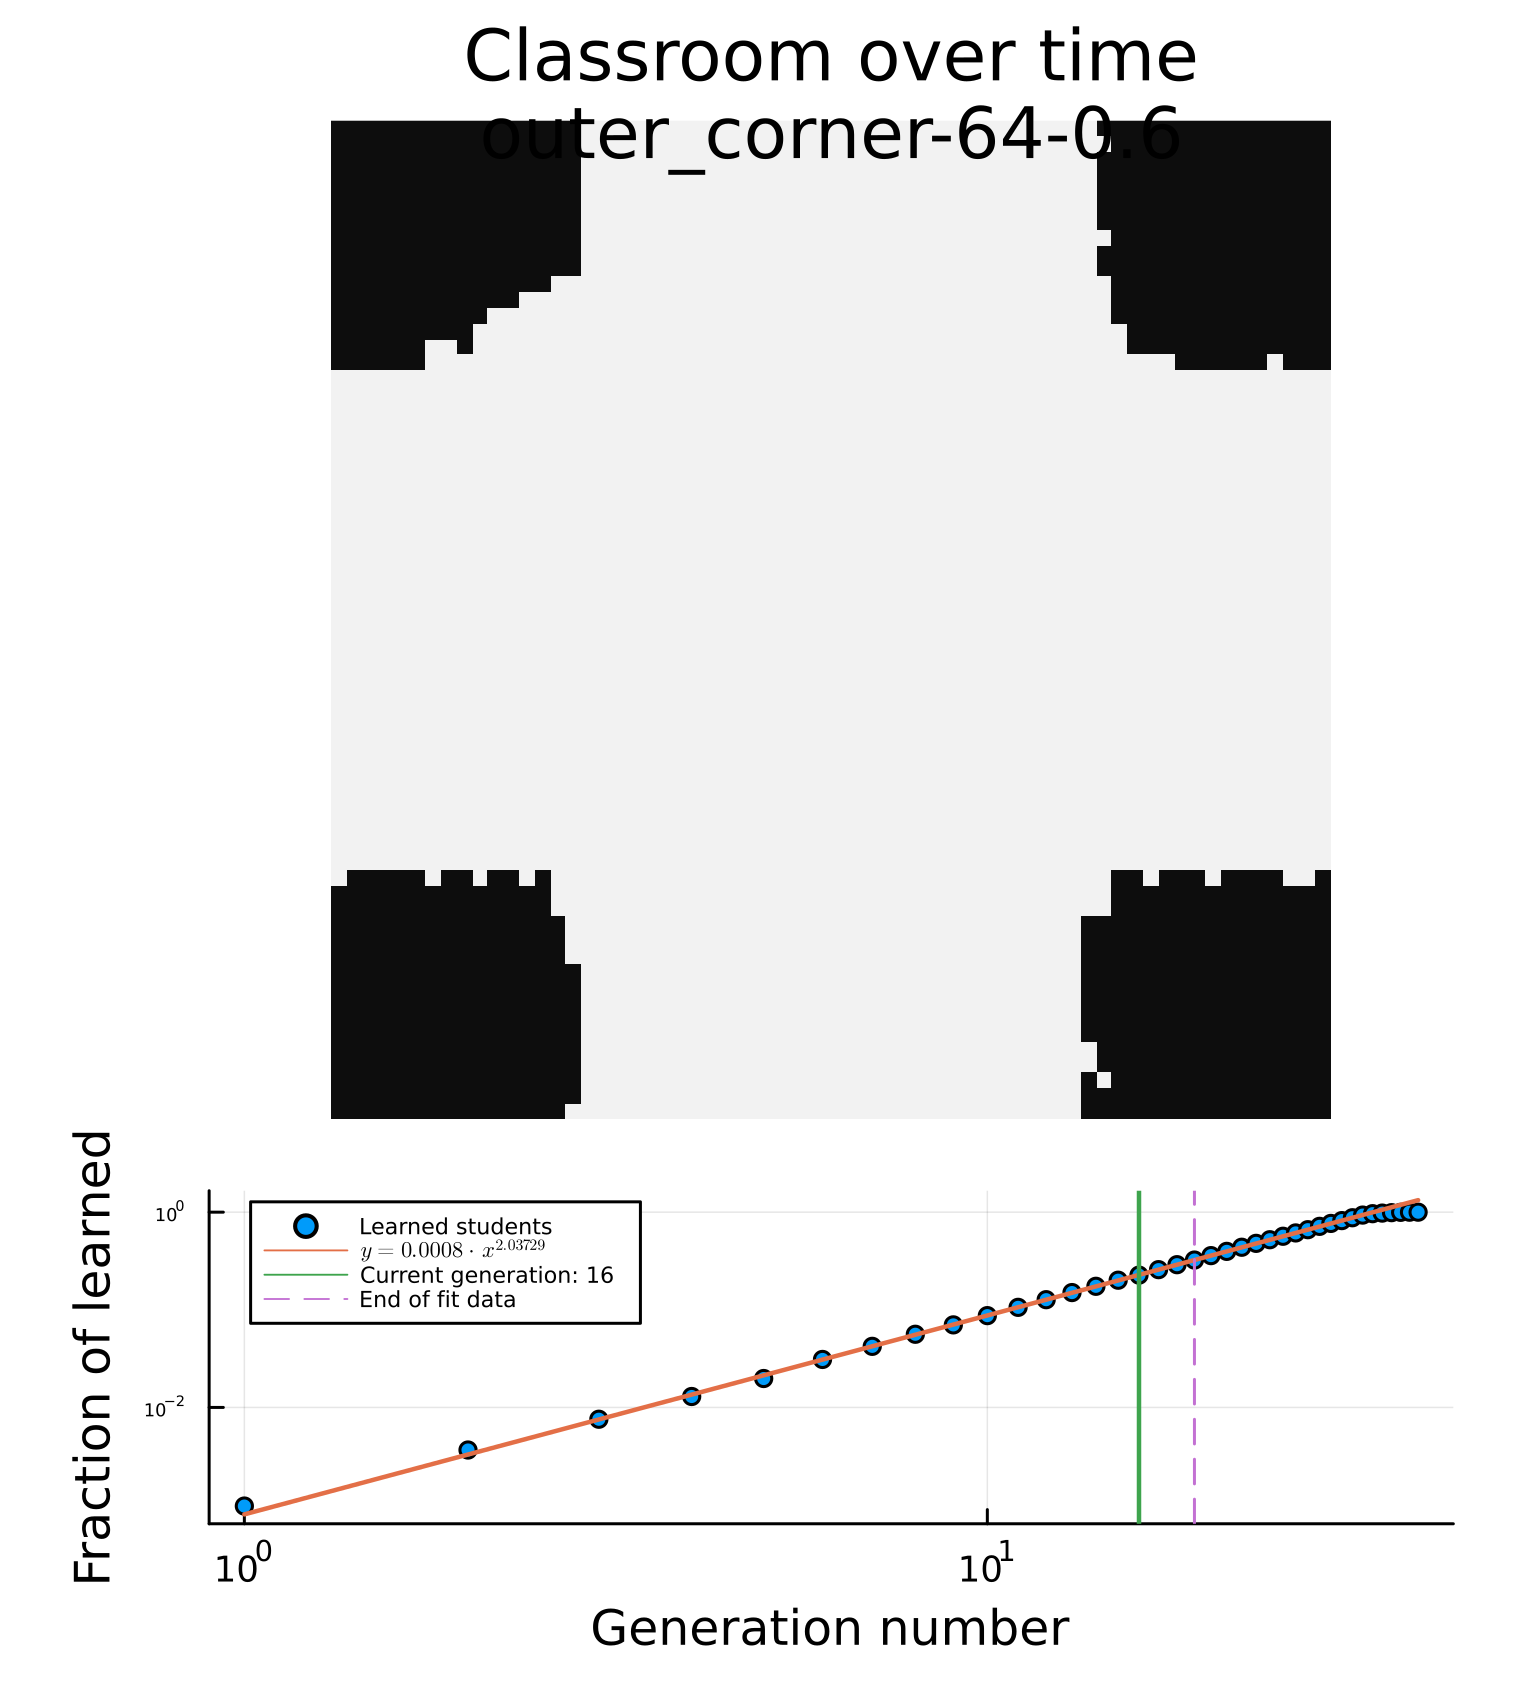 Classroom over time
outer_corner-64-0.6
Fraction of learned
10^0
10^-2
Learned students
y = 0.0008 · x^2.03729
Current generation: 16
End of fit data
10^0
10^1
Generation number